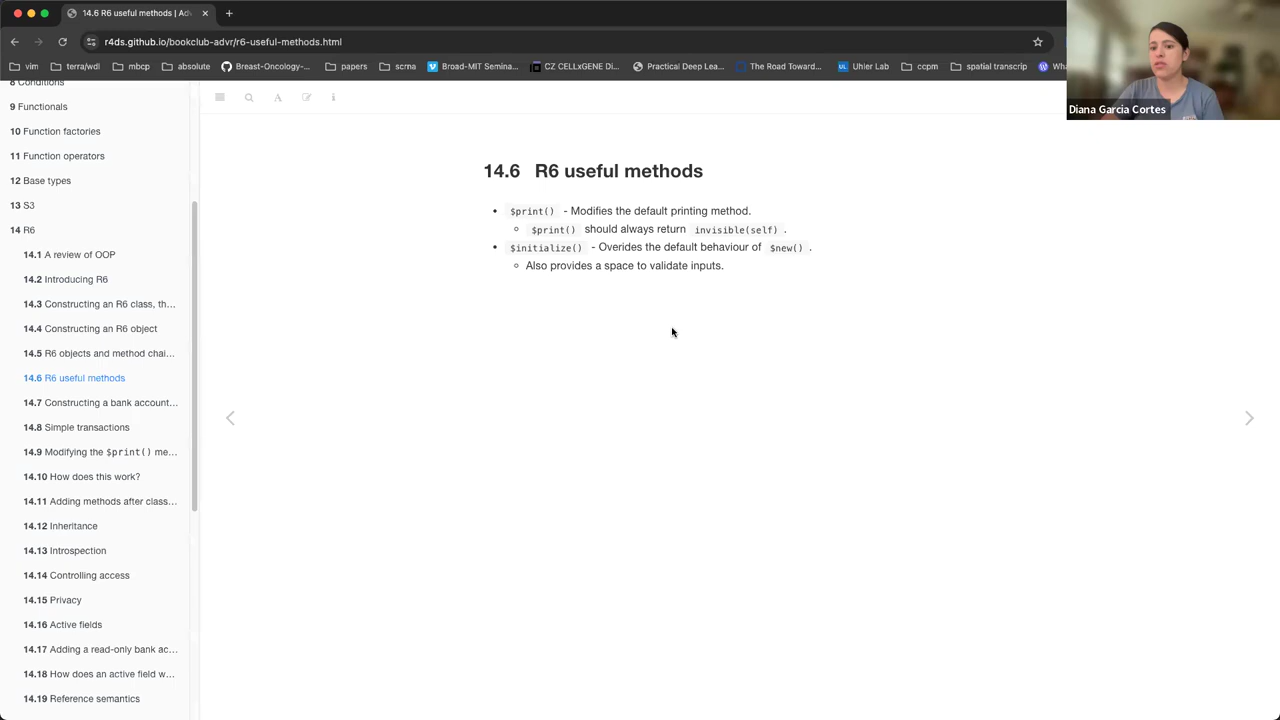 14.6 R6 useful methods | Adv
r4ds.github.io/bookclub-advr/r6-useful-methods.html
vim
terra/wdl
mbcp
absolute
Breast-Oncology-...
papers
scrna
Broad-MIT Semina...
CZ CELLxGENE Di...
Practical Deep Lea...
The Road Toward...
Uhler Lab
ccpm
spatial transcrip
Diana Garcia Cortes
8 Conditions
9 Functionals
10 Function factories
11 Function operators
12 Base types
13 S3
14 R6
14.1 A review of OOP
14.2 Introducing R6
14.3 Constructing an R6 class, th...
14.4 Constructing an R6 object
14.5 R6 objects and method chai...
14.6 R6 useful methods
14.7 Constructing a bank account...
14.8 Simple transactions
14.9 Modifying the $print() me...
14.10 How does this work?
14.11 Adding methods after class...
14.12 Inheritance
14.13 Introspection
14.14 Controlling access
14.15 Privacy
14.16 Active fields
14.17 Adding a read-only bank ac...
14.18 How does an active field w...
14.19 Reference semantics
14.6 R6 useful methods
• $print() - Modifies the default printing method.
◦ $print() should always return invisible(self) .
• $initialize() - Overides the default behaviour of $new() .
◦ Also provides a space to validate inputs.